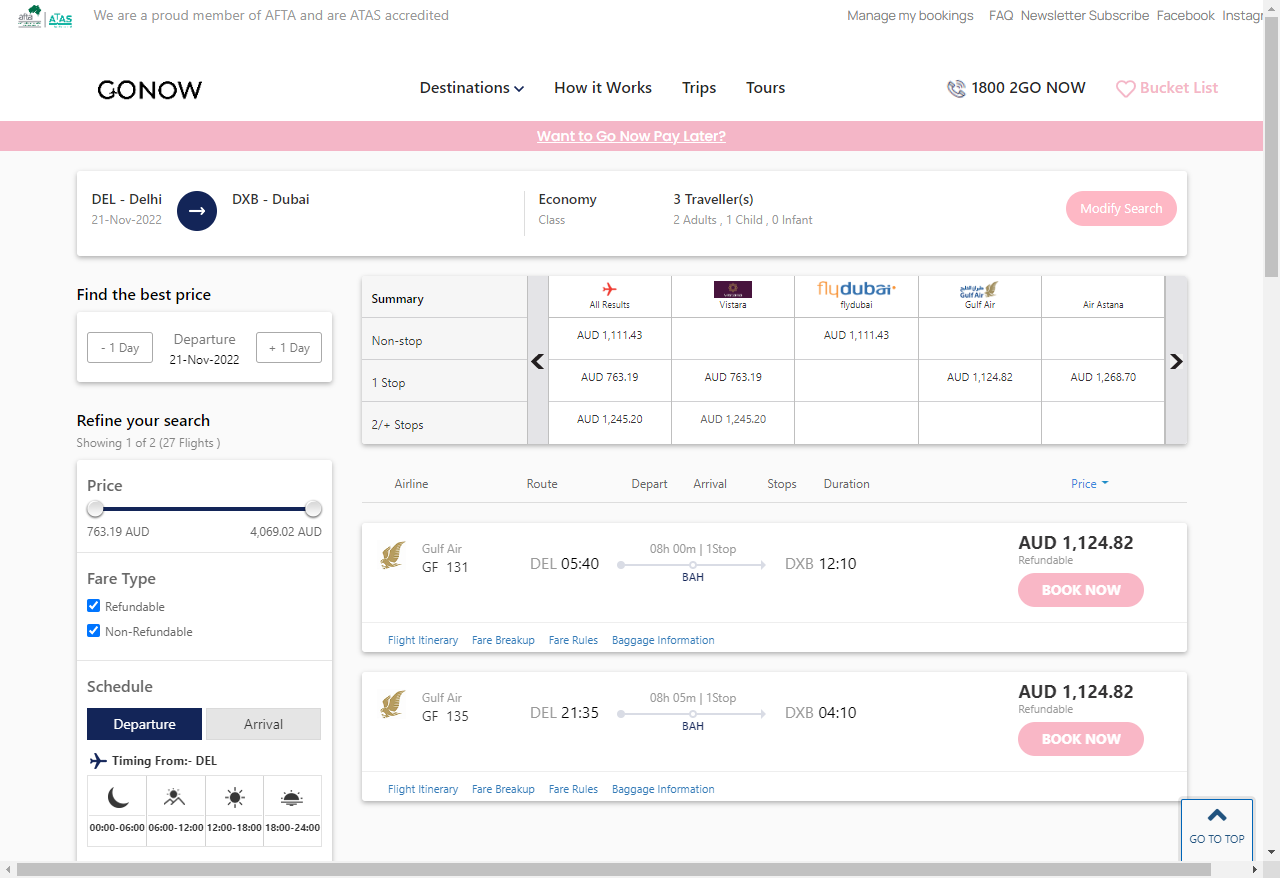 We are a proud member of AFTA and are ATAS accredited
Manage my bookings FAQ Newsletter Subscribe Facebook Instagr
afta ATAS
GONOW
Destinations How it Works Trips Tours
1800 2GO NOW Bucket List
Want to Go Now Pay Later?
DEL - Delhi DXB - Dubai Economy 3 Traveller(s)
21-Nov-2022 Class 2 Adults , 1 Child , 0 Infant
Modify Search
Find the best price
- 1 Day Departure + 1 Day
21-Nov-2022
Refine your search
Showing 1 of 2 (27 Flights )
Price
763.19 AUD 4,069.02 AUD
Fare Type
Refundable
Non-Refundable
Schedule
Departure Arrival
Timing From:- DEL
00:00-06:00 06:00-12:00 12:00-18:00 18:00-24:00
Summary All Results Vistara flydubai flydubai Gulf Air Gulf Air Air Astana
Non-stop AUD 1,111.43 AUD 1,111.43
1 Stop AUD 763.19 AUD 763.19 AUD 1,124.82 AUD 1,268.70
2/+ Stops AUD 1,245.20 AUD 1,245.20
Airline Route Depart Arrival Stops Duration Price
Gulf Air 08h 00m | 1Stop AUD 1,124.82
GF 131 DEL 05:40 BAH DXB 12:10 Refundable
BOOK NOW
Flight Itinerary Fare Breakup Fare Rules Baggage Information
Gulf Air 08h 05m | 1Stop AUD 1,124.82
GF 135 DEL 21:35 BAH DXB 04:10 Refundable
BOOK NOW
Flight Itinerary Fare Breakup Fare Rules Baggage Information
GO TO TOP